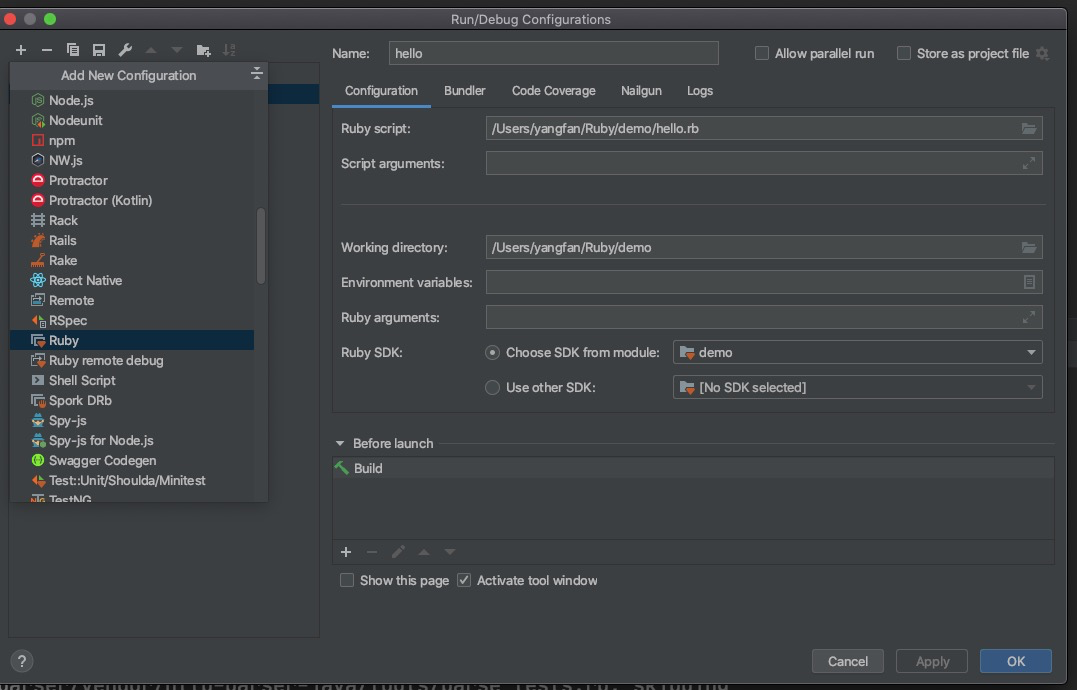 Run/Debug Configurations
Name: hello Allow parallel run Store as project file
Add New Configuration
Node.js
Nodeunit
npm
NW.js
Protractor
Protractor (Kotlin)
Rack
Rails
Rake
React Native
Remote
RSpec
Ruby
Ruby remote debug
Shell Script
Spork DRb
Spy-js
Spy-js for Node.js
Swagger Codegen
Test::Unit/Shoulda/Minitest
TestNG
Configuration Bundler Code Coverage Nailgun Logs
Ruby script: /Users/yangfan/Ruby/demo/hello.rb
Script arguments:
Working directory: /Users/yangfan/Ruby/demo
Environment variables:
Ruby arguments:
Ruby SDK: Choose SDK from module: demo
Use other SDK: [No SDK selected]
Before launch
Build
Show this page Activate tool window
? Cancel Apply OK